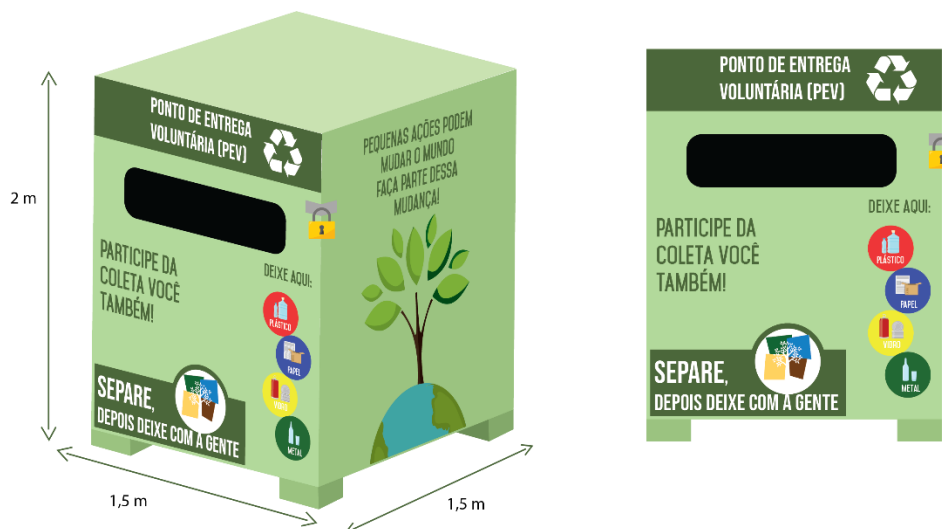 PONTO DE ENTREGA
VOLUNTÁRIA (PEV)
PARTICIPE DA
COLETA VOCÊ
TAMBÉM!
DEIXE AQUI:
PLÁSTICO
PAPEL
VIDRO
METAL
SEPARE,
DEPOIS DEIXE COM A GENTE
PEQUENAS AÇÕES PODEM
MUDAR O MUNDO
FAÇA PARTE DESSA
MUDANÇA!
2 m
1,5 m
1,5 m
PONTO DE ENTREGA
VOLUNTÁRIA (PEV)
DEIXE AQUI:
PARTICIPE DA
COLETA VOCÊ
TAMBÉM!
PLÁSTICO
PAPEL
VIDRO
METAL
SEPARE,
DEPOIS DEIXE COM A GENTE